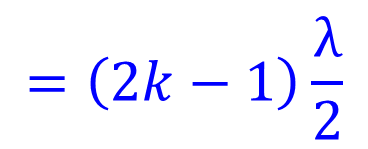 = (2k − 1) λ/2